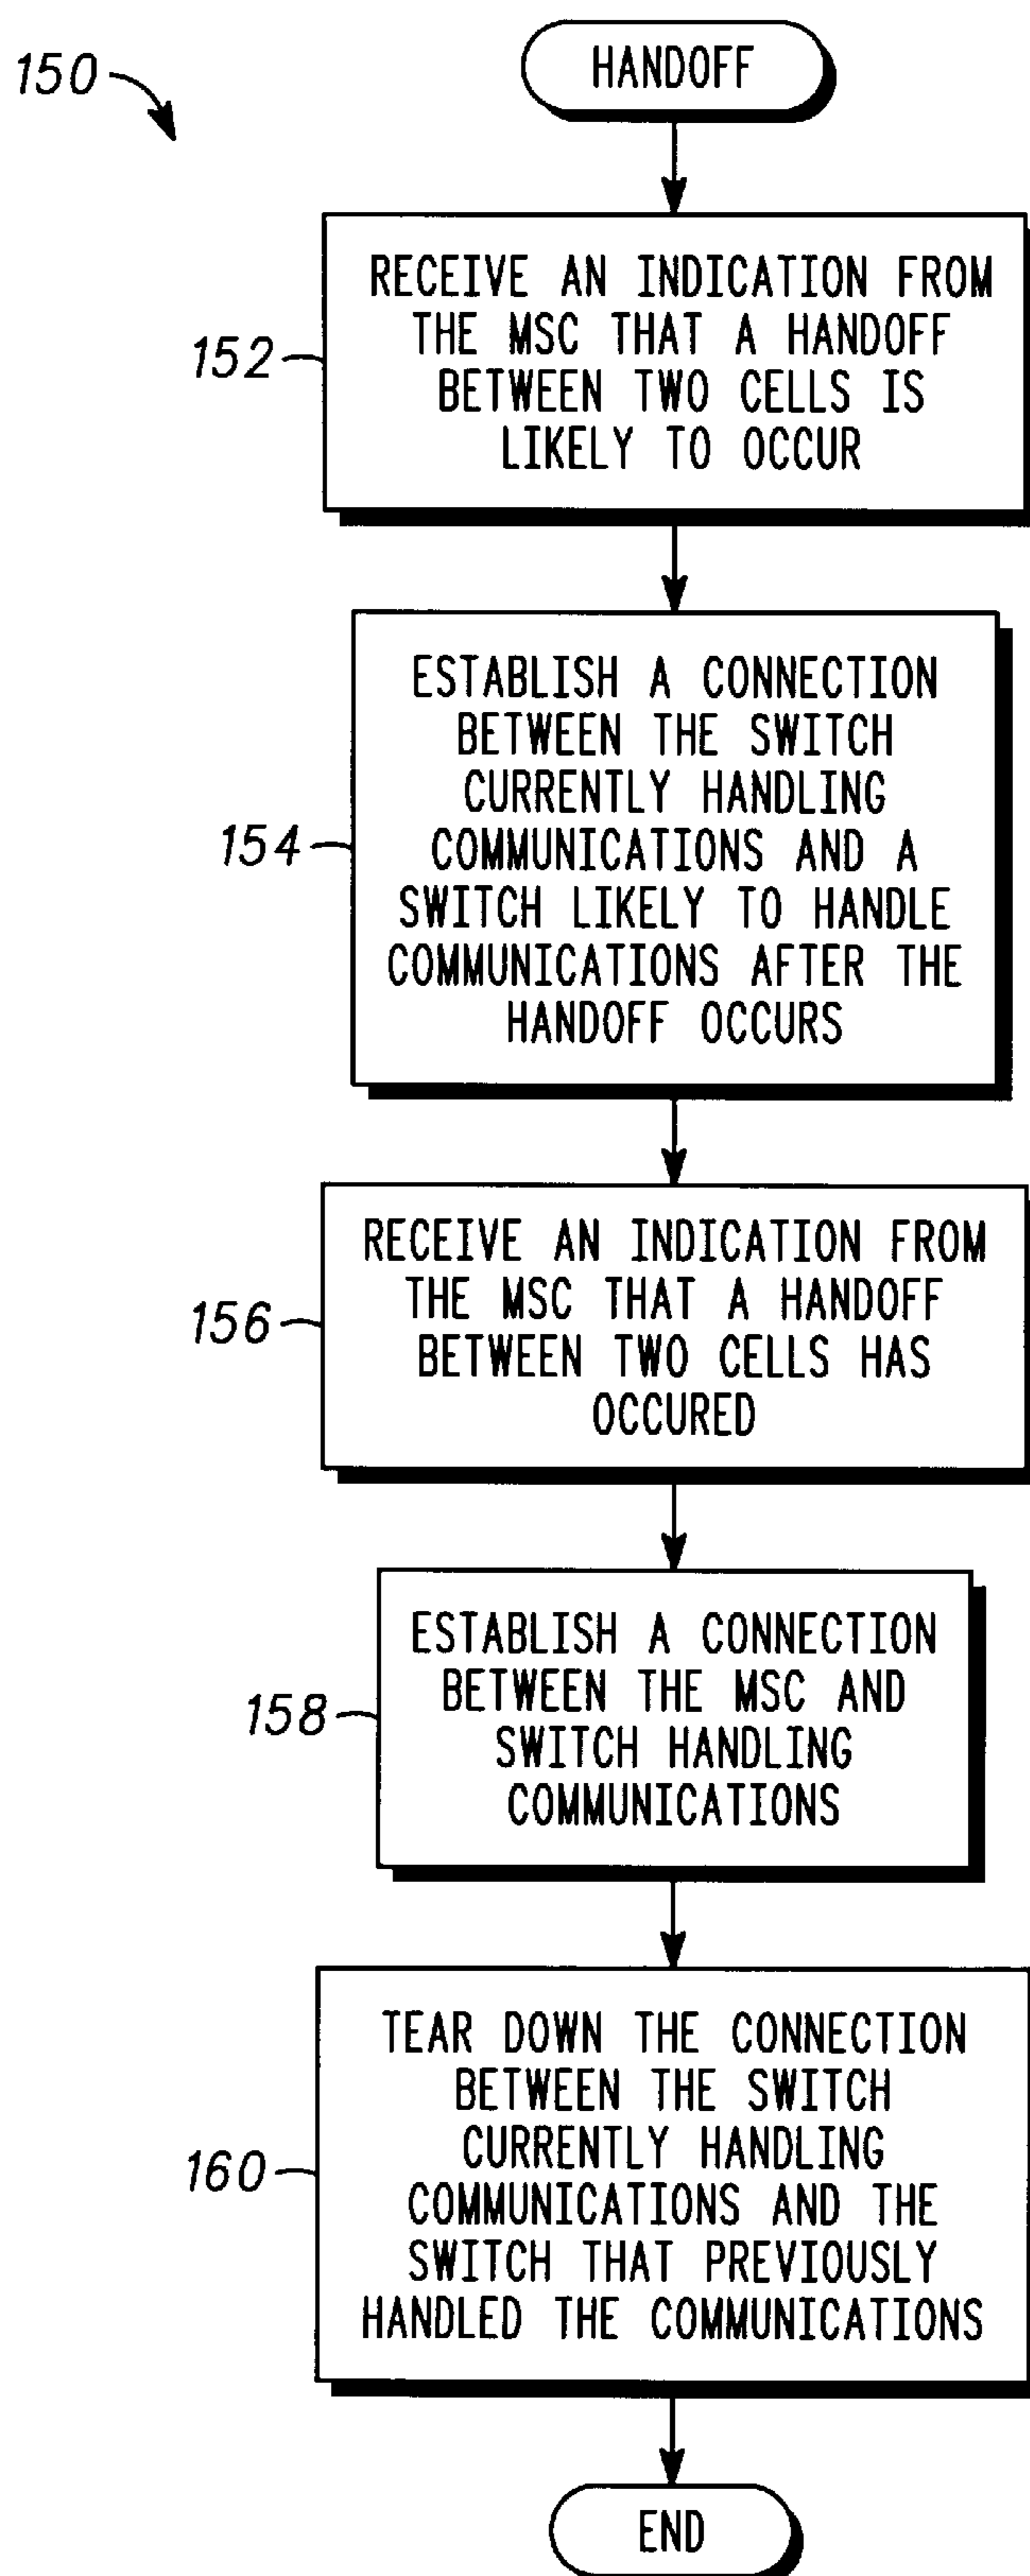 150
HANDOFF
152
RECEIVE AN INDICATION FROM
THE MSC THAT A HANDOFF
BETWEEN TWO CELLS IS
LIKELY TO OCCUR
154
ESTABLISH A CONNECTION
BETWEEN THE SWITCH
CURRENTLY HANDLING
COMMUNICATIONS AND A
SWITCH LIKELY TO HANDLE
COMMUNICATIONS AFTER THE
HANDOFF OCCURS
156
RECEIVE AN INDICATION FROM
THE MSC THAT A HANDOFF
BETWEEN TWO CELLS HAS
OCCURED
158
ESTABLISH A CONNECTION
BETWEEN THE MSC AND
SWITCH HANDLING
COMMUNICATIONS
160
TEAR DOWN THE CONNECTION
BETWEEN THE SWITCH
CURRENTLY HANDLING
COMMUNICATIONS AND THE
SWITCH THAT PREVIOUSLY
HANDLED THE COMMUNICATIONS
END